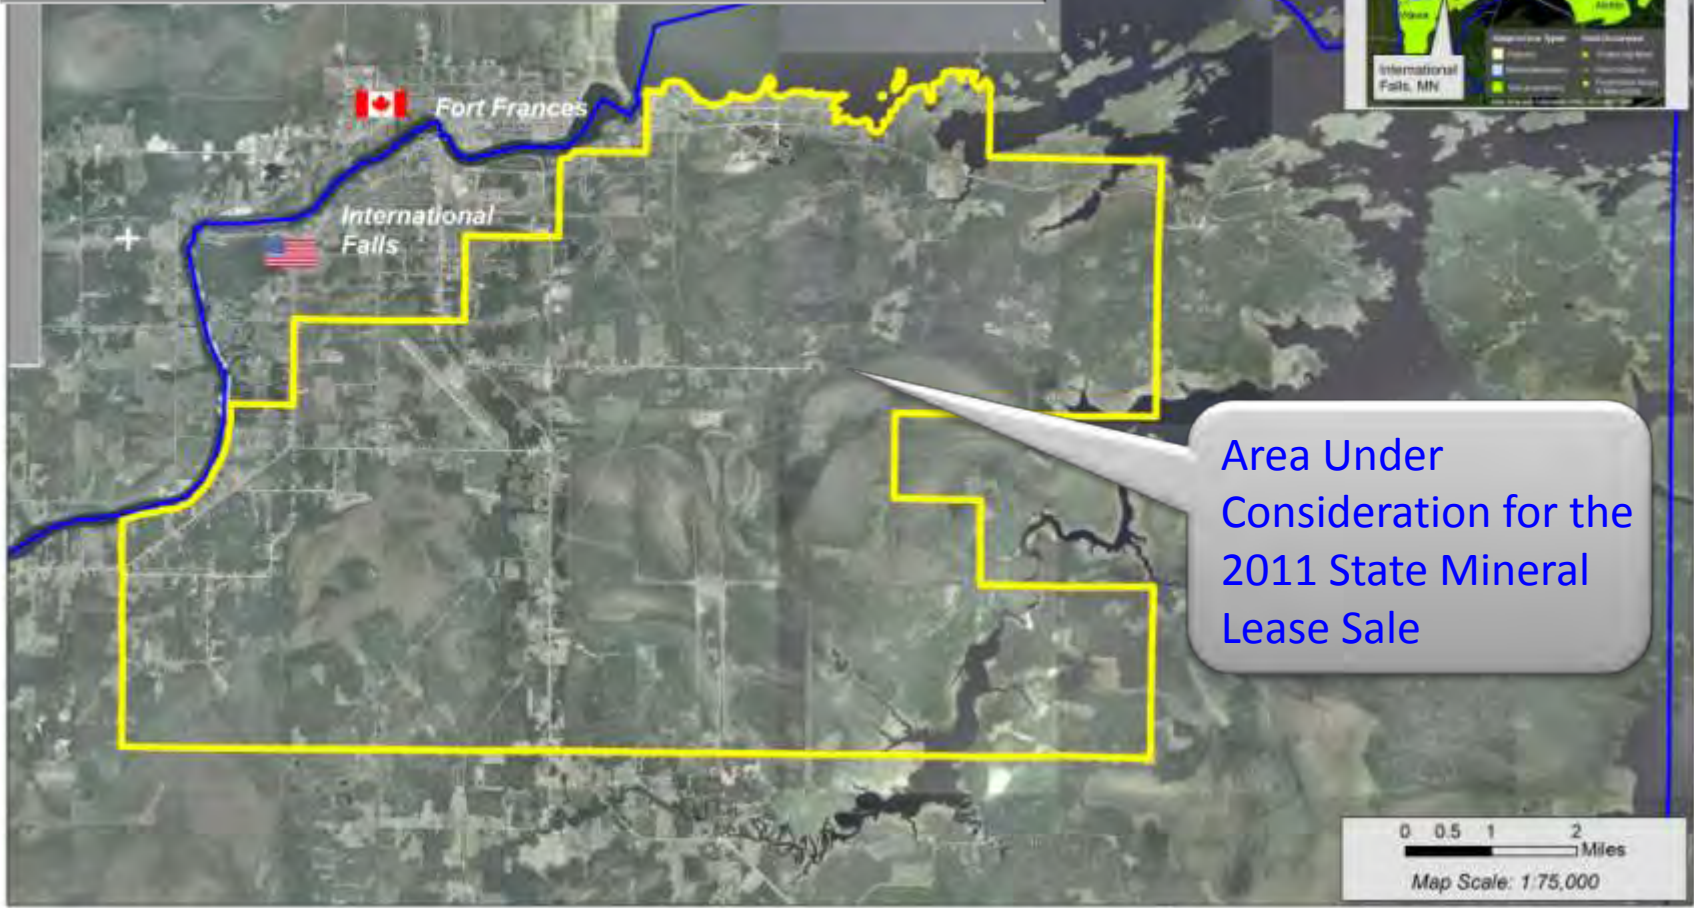 International
Falls, MN
Fort Frances
International
Falls
Area Under
Consideration for the
2011 State Mineral
Lease Sale
0 0.5 1 2
Miles
Map Scale: 1:75,000